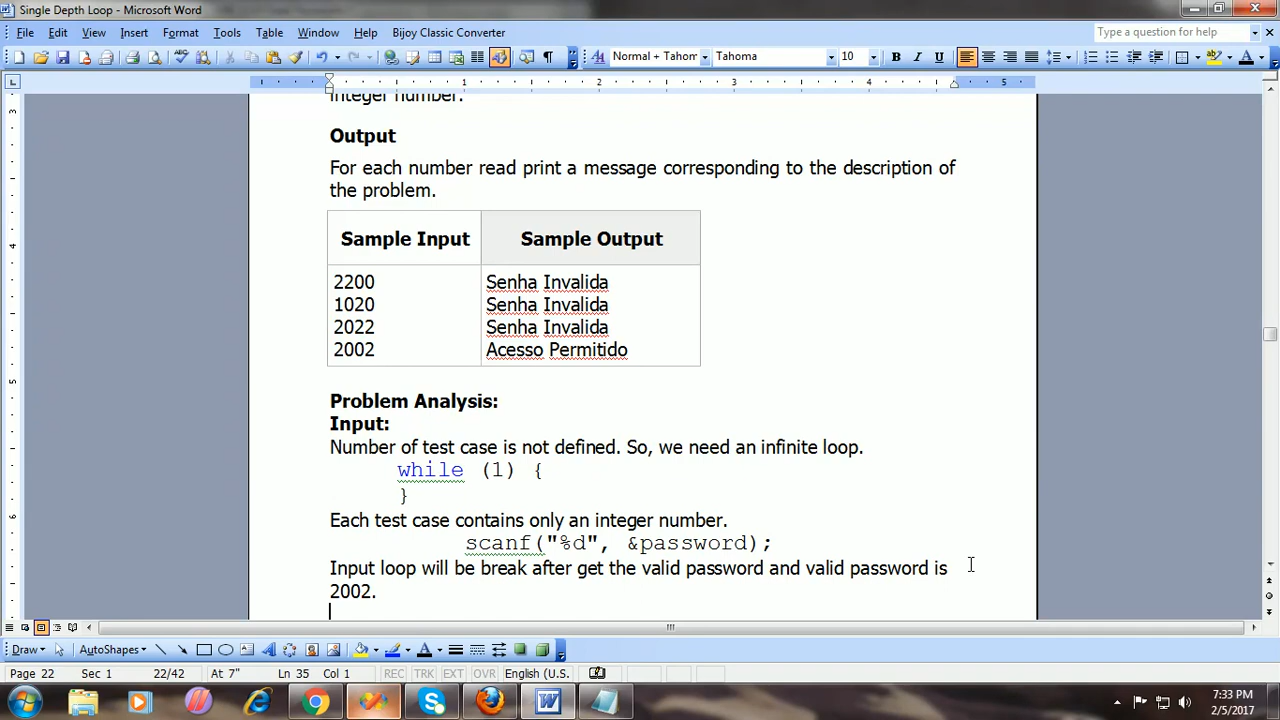 Single Depth Loop - Microsoft Word
File Edit View Insert Format Tools Table Window Help Bijoy Classic Converter
Type a question for help
Normal + Tahom Tahoma 10 B I U
1 2 3 4 5
integer number.
Output
For each number read print a message corresponding to the description of
the problem.
Sample Input Sample Output
2200 Senha Invalida
1020 Senha Invalida
2022 Senha Invalida
2002 Acesso Permitido
Problem Analysis:
Input:
Number of test case is not defined. So, we need an infinite loop.
while (1) {
}
Each test case contains only an integer number.
scanf("%d", &password);
Input loop will be break after get the valid password and valid password is
2002.
Draw AutoShapes
Page 22 Sec 1 22/42 At 7" Ln 35 Col 1 REC TRK EXT OVR English (U.S.
7:33 PM
2/5/2017